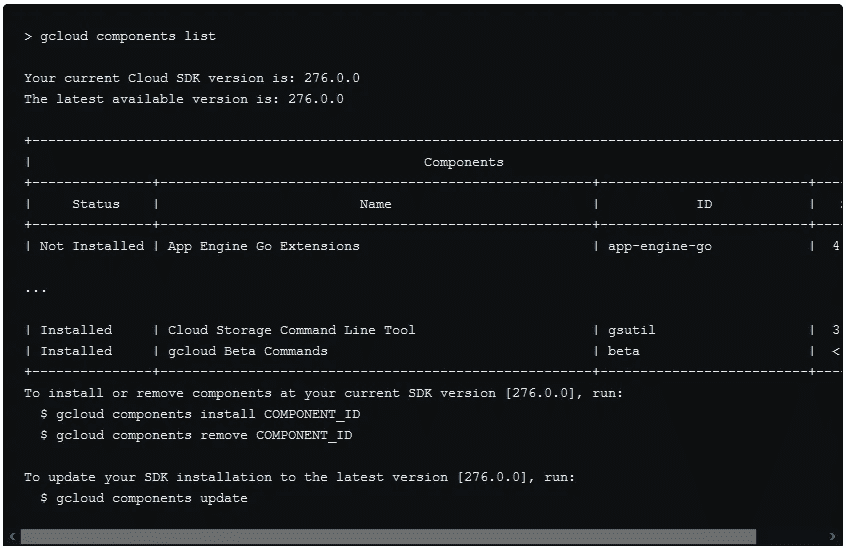 > gcloud components list
Your current Cloud SDK version is: 276.0.0
The latest available version is: 276.0.0
+---------------------------------------------------------------------------------------------------
| Components
+---------------+------------------------------------------------------+--------------------------+---
| Status | Name | ID |
+---------------+------------------------------------------------------+--------------------------+---
| Not Installed | App Engine Go Extensions | app-engine-go | 4
...
| Installed | Cloud Storage Command Line Tool | gsutil | 3
| Installed | gcloud Beta Commands | beta | <
+---------------+------------------------------------------------------+--------------------------+---
To install or remove components at your current SDK version [276.0.0], run:
$ gcloud components install COMPONENT_ID
$ gcloud components remove COMPONENT_ID
To update your SDK installation to the latest version [276.0.0], run:
$ gcloud components update